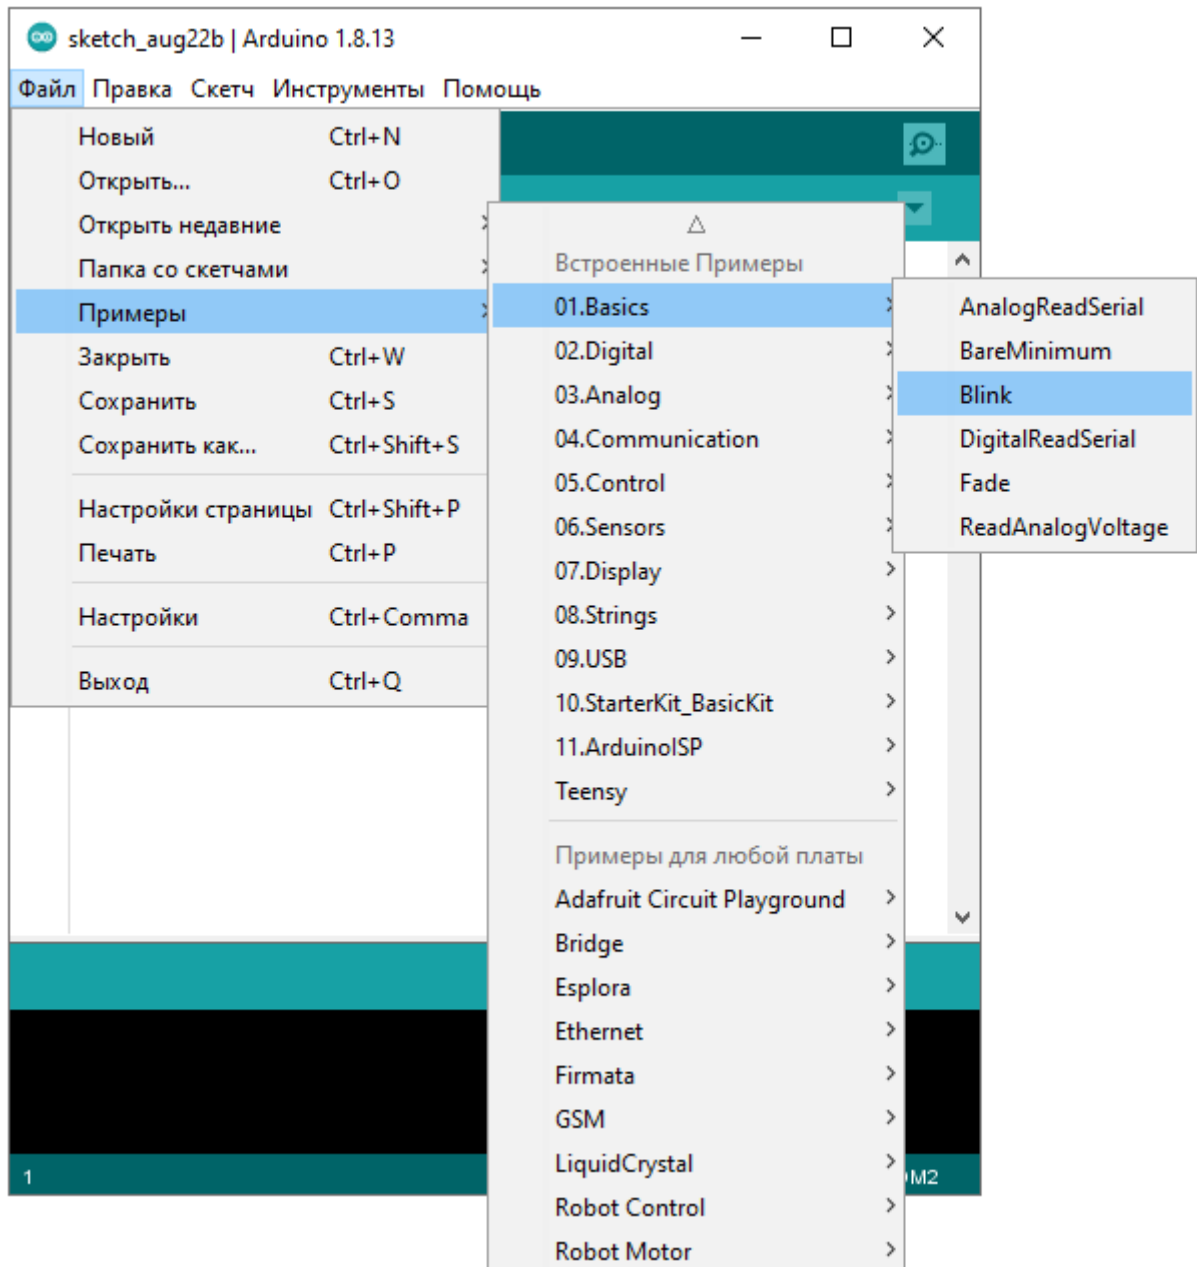 sketch_aug22b | Arduino 1.8.13
Файл Правка Скетч Инструменты Помощь
Новый Ctrl+N
Открыть... Ctrl+O
Открыть недавние
Папка со скетчами
Примеры
Закрыть Ctrl+W
Сохранить Ctrl+S
Сохранить как... Ctrl+Shift+S
Настройки страницы Ctrl+Shift+P
Печать Ctrl+P
Настройки Ctrl+Comma
Выход Ctrl+Q
Встроенные Примеры
01.Basics
02.Digital
03.Analog
04.Communication
05.Control
06.Sensors
07.Display
08.Strings
09.USB
10.StarterKit_BasicKit
11.ArduinoISP
Teensy
Примеры для любой платы
Adafruit Circuit Playground
Bridge
Esplora
Ethernet
Firmata
GSM
LiquidCrystal
Robot Control
Robot Motor
AnalogReadSerial
BareMinimum
Blink
DigitalReadSerial
Fade
ReadAnalogVoltage
1
M2